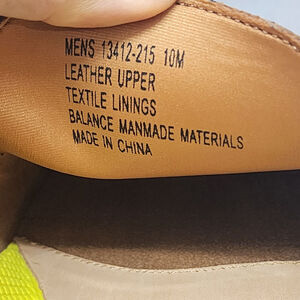 MENS 13412-215 10M
LEATHER UPPER
TEXTILE LININGS
BALANCE MANMADE MATERIALS
MADE IN CHINA